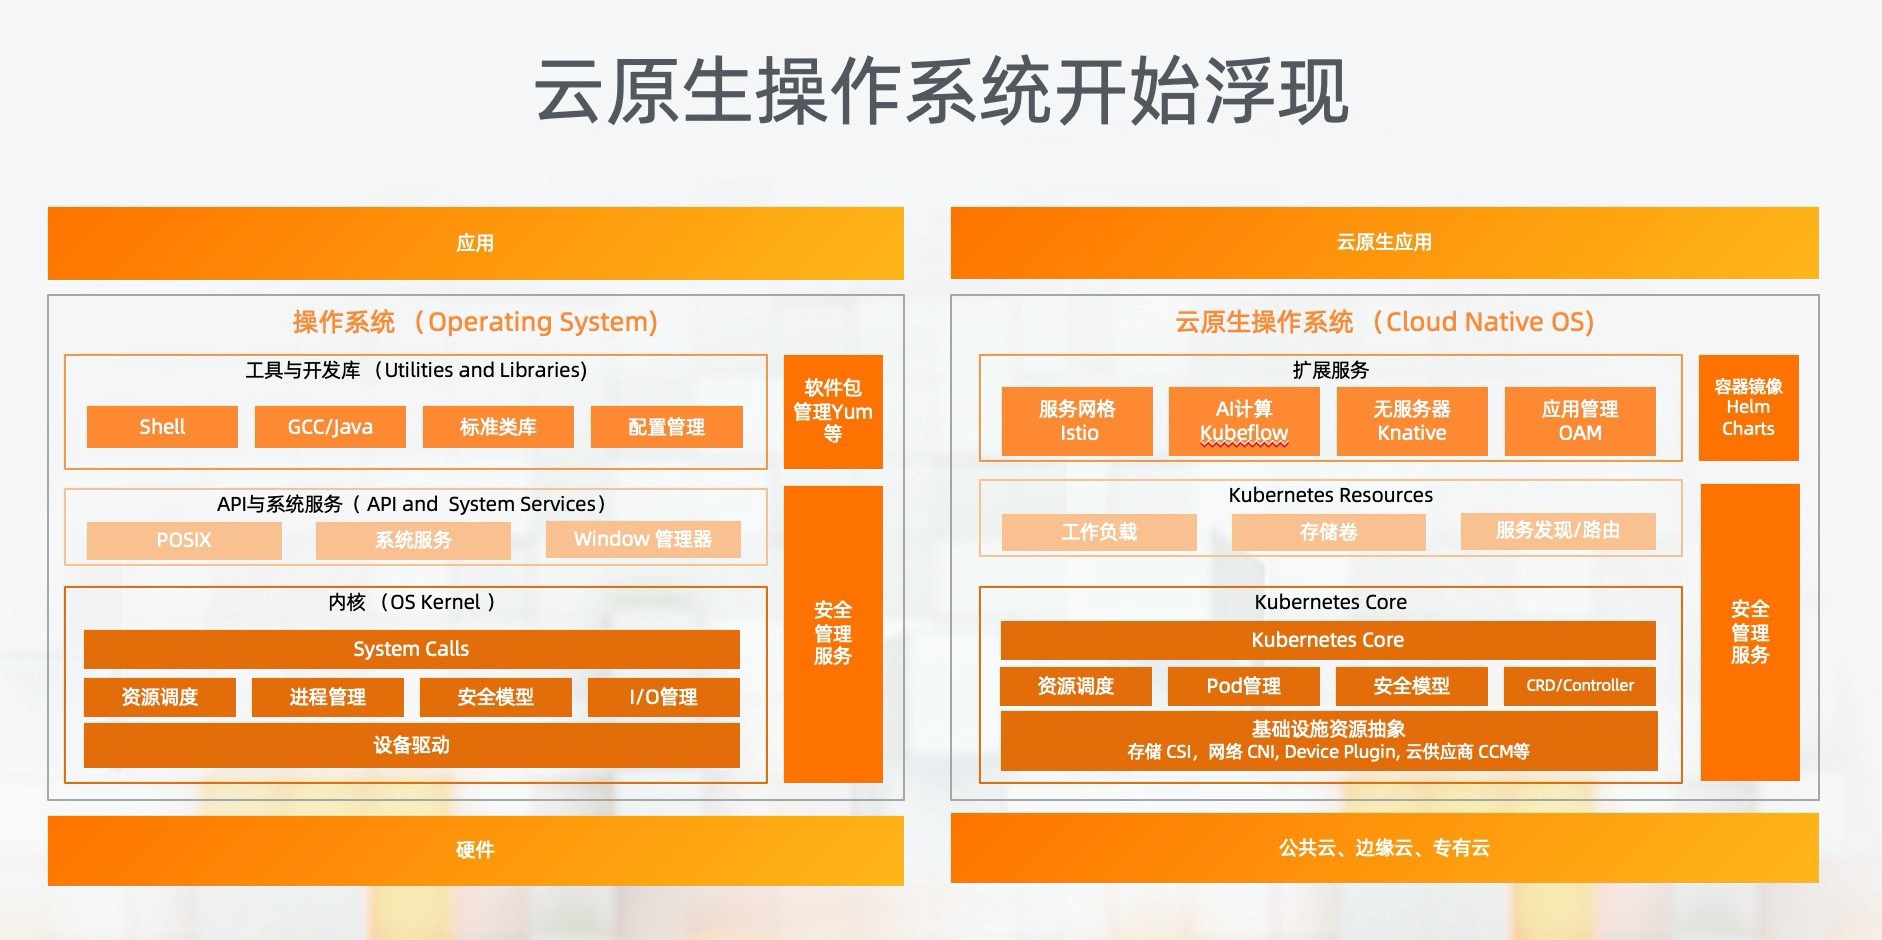 云原生操作系统开始浮现
应用
操作系统 （Operating System)
工具与开发库 （Utilities and Libraries)
Shell
GCC/Java
标准类库
配置管理
软件包
管理Yum
等
API与系统服务（ API and System Services）
POSIX
系统服务
Window 管理器
内核 （OS Kernel ）
System Calls
资源调度
进程管理
安全模型
I/O管理
设备驱动
安全
管理
服务
硬件
云原生应用
云原生操作系统 （Cloud Native OS)
扩展服务
服务网格
Istio
AI计算
Kubeflow
无服务器
Knative
应用管理
OAM
容器镜像
Helm
Charts
Kubernetes Resources
工作负载
存储卷
服务发现/路由
Kubernetes Core
Kubernetes Core
资源调度
Pod管理
安全模型
CRD/Controller
基础设施资源抽象
存储 CSI，网络 CNI, Device Plugin, 云供应商 CCM等
安全
管理
服务
公共云、边缘云、专有云